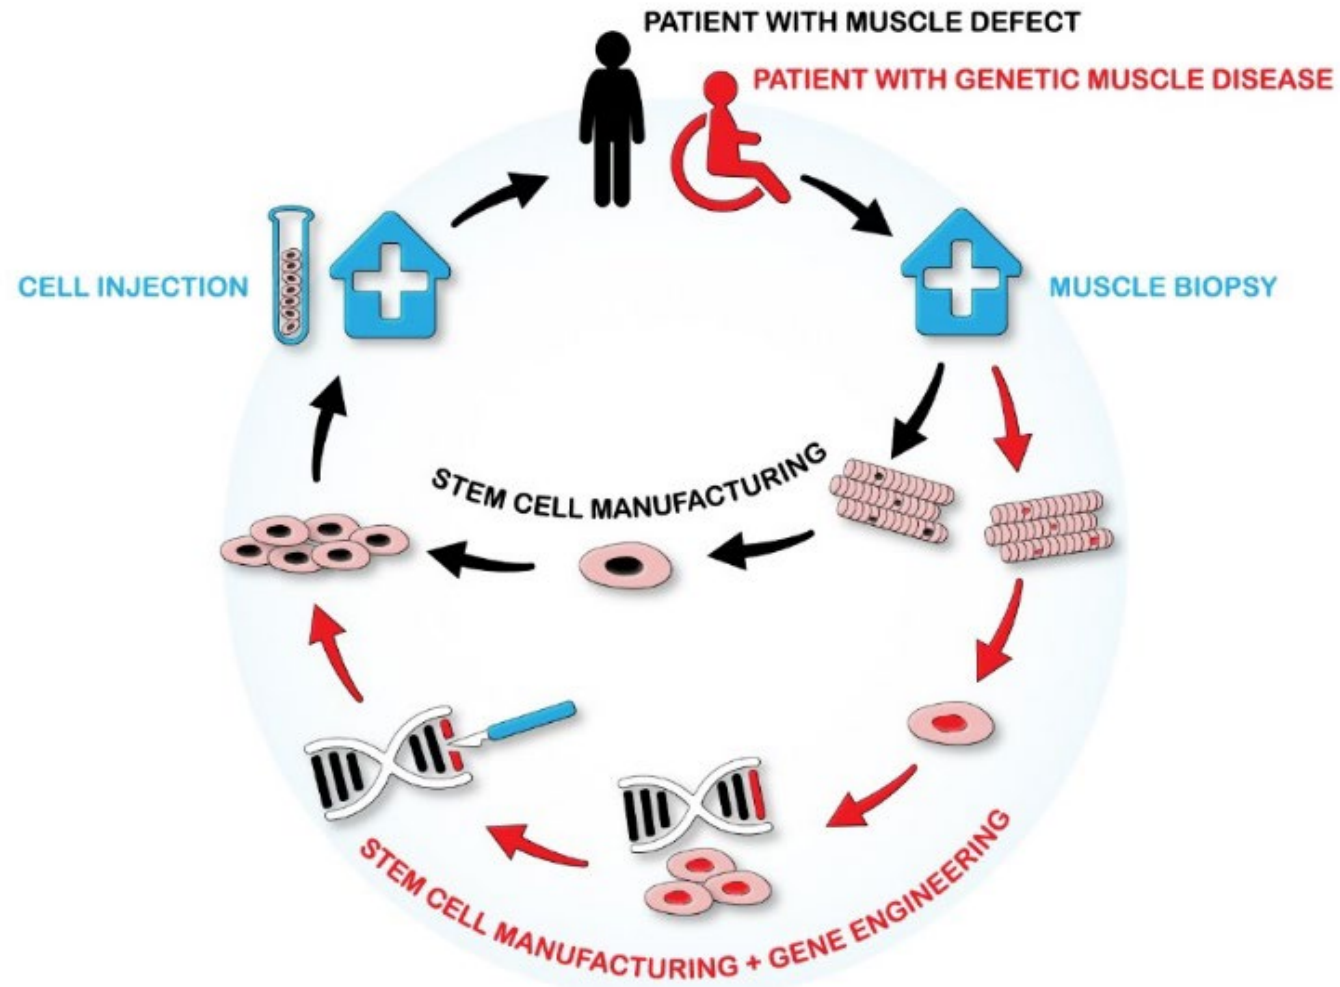 PATIENT WITH MUSCLE DEFECT
PATIENT WITH GENETIC MUSCLE DISEASE
CELL INJECTION
MUSCLE BIOPSY
STEM CELL MANUFACTURING
STEM CELL MANUFACTURING + GENE ENGINEERING